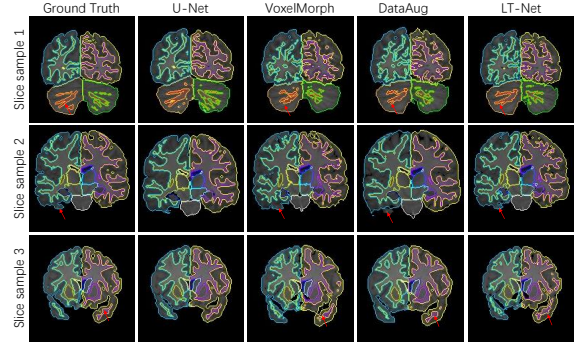 Ground Truth U-Net VoxelMorph DataAug LT-Net
Slice sample 1
Slice sample 2
Slice sample 3